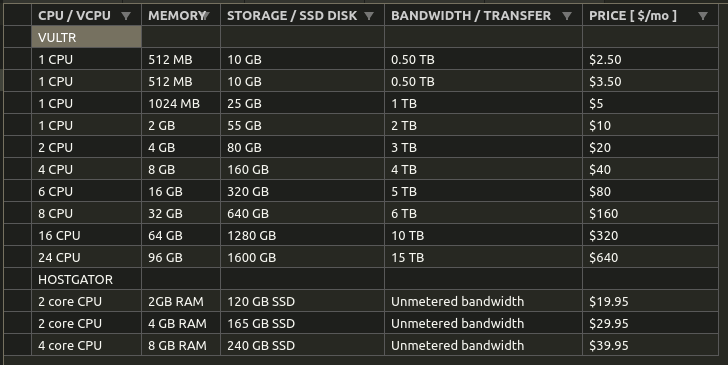 CPU / VCPU MEMORY STORAGE / SSD DISK BANDWIDTH / TRANSFER PRICE [ $/mo ]
VULTR
1 CPU 512 MB 10 GB 0.50 TB $2.50
1 CPU 512 MB 10 GB 0.50 TB $3.50
1 CPU 1024 MB 25 GB 1 TB $5
1 CPU 2 GB 55 GB 2 TB $10
2 CPU 4 GB 80 GB 3 TB $20
4 CPU 8 GB 160 GB 4 TB $40
6 CPU 16 GB 320 GB 5 TB $80
8 CPU 32 GB 640 GB 6 TB $160
16 CPU 64 GB 1280 GB 10 TB $320
24 CPU 96 GB 1600 GB 15 TB $640
HOSTGATOR
2 core CPU 2GB RAM 120 GB SSD Unmetered bandwidth $19.95
2 core CPU 4 GB RAM 165 GB SSD Unmetered bandwidth $29.95
4 core CPU 8 GB RAM 240 GB SSD Unmetered bandwidth $39.95